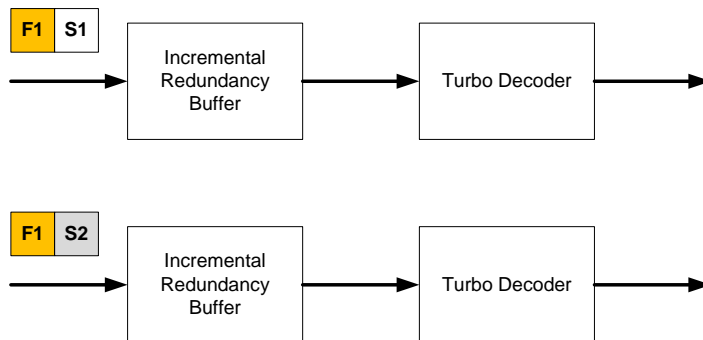 F1 S1
Incremental
Redundancy
Buffer
Turbo Decoder
F1 S2
Incremental
Redundancy
Buffer
Turbo Decoder